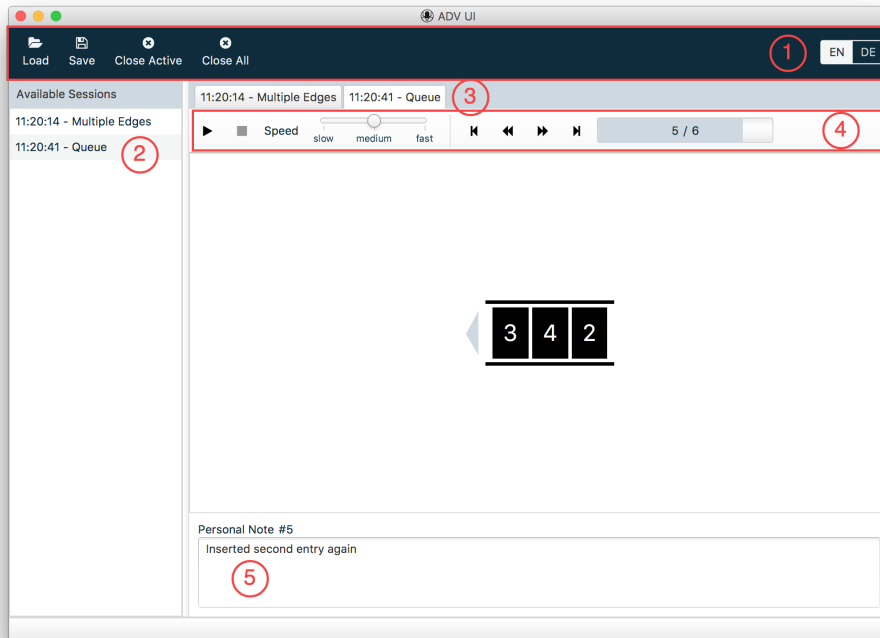 ADV UI
Load Save Close Active Close All 1 EN DE
Available Sessions
11:20:14 - Multiple Edges
11:20:41 - Queue
2
11:20:14 - Multiple Edges 11:20:41 - Queue 3
Speed slow medium fast 5 / 6 4
3 4 2
Personal Note #5
Inserted second entry again
5